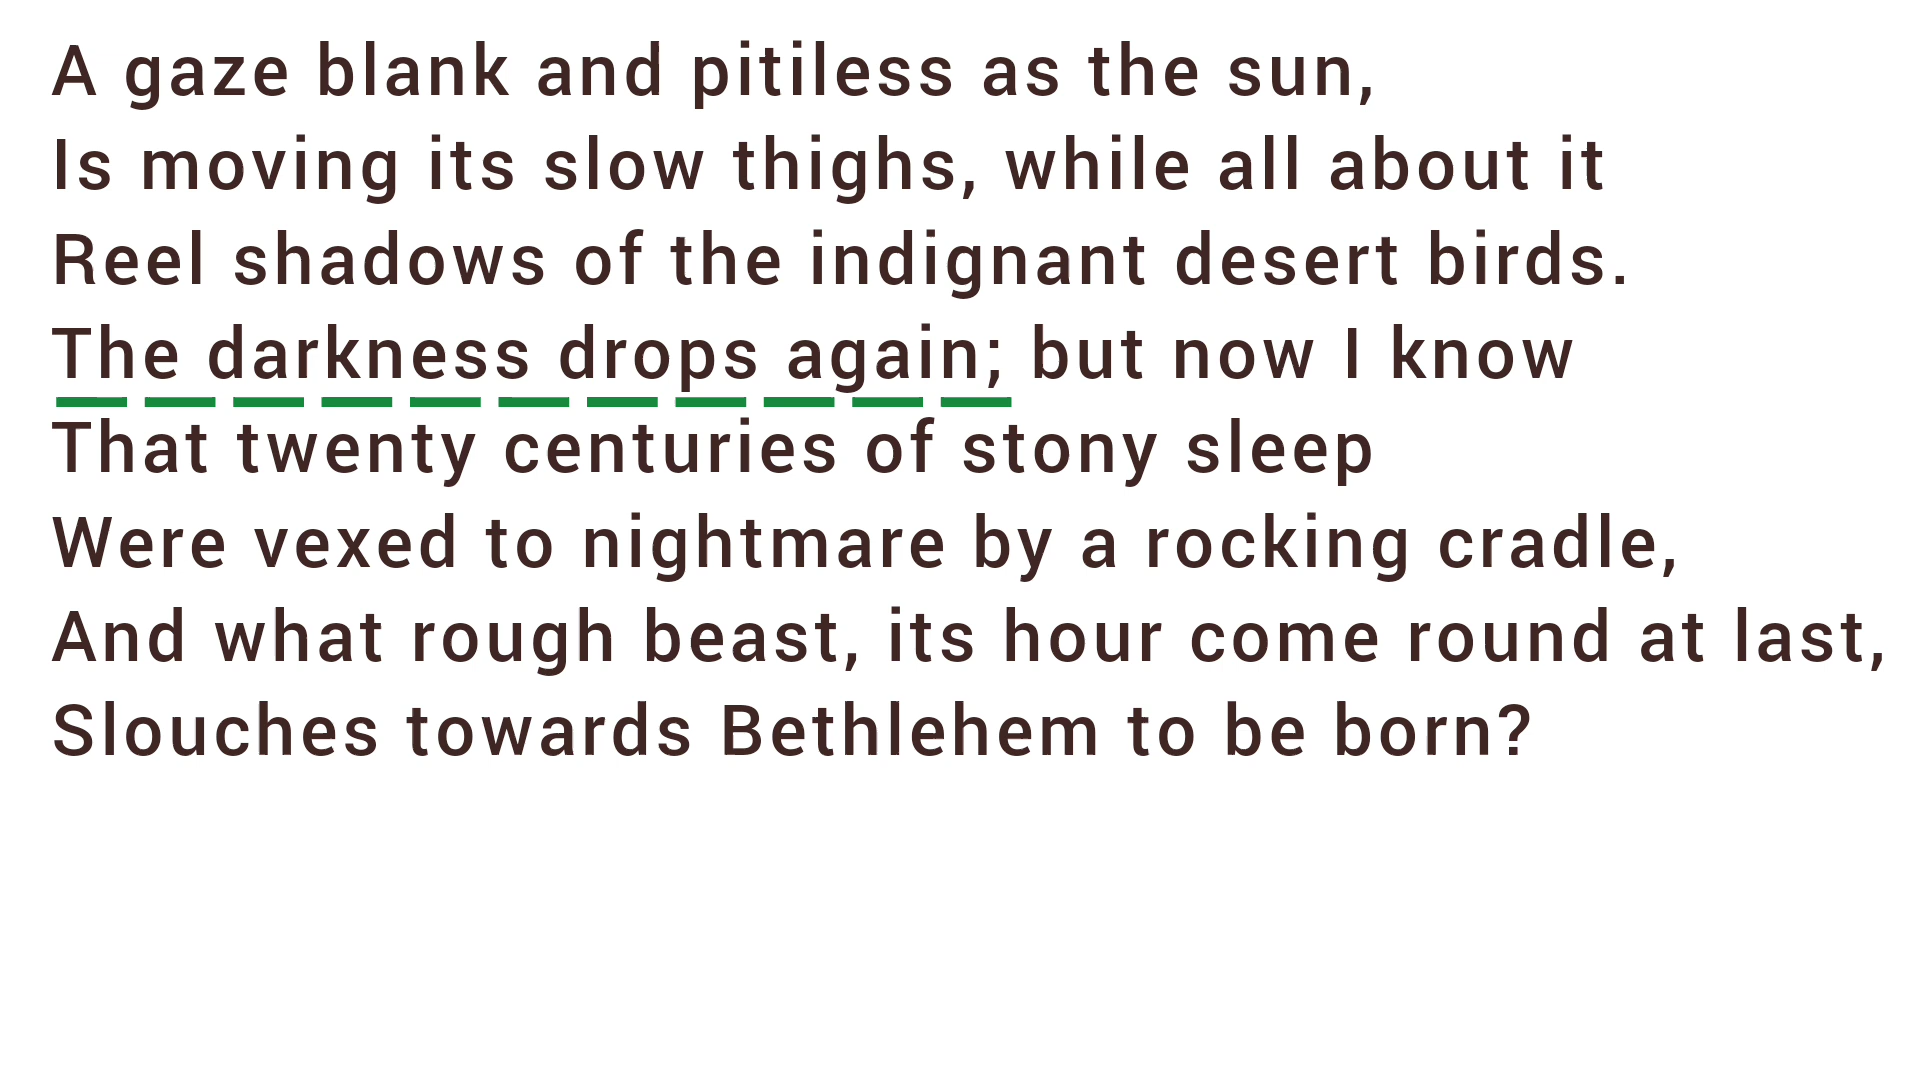 A gaze blank and pitiless as the sun,
Is moving its slow thighs, while all about it
Reel shadows of the indignant desert birds.
The darkness drops again; but now I know
That twenty centuries of stony sleep
Were vexed to nightmare by a rocking cradle,
And what rough beast, its hour come round at last,
Slouches towards Bethlehem to be born?